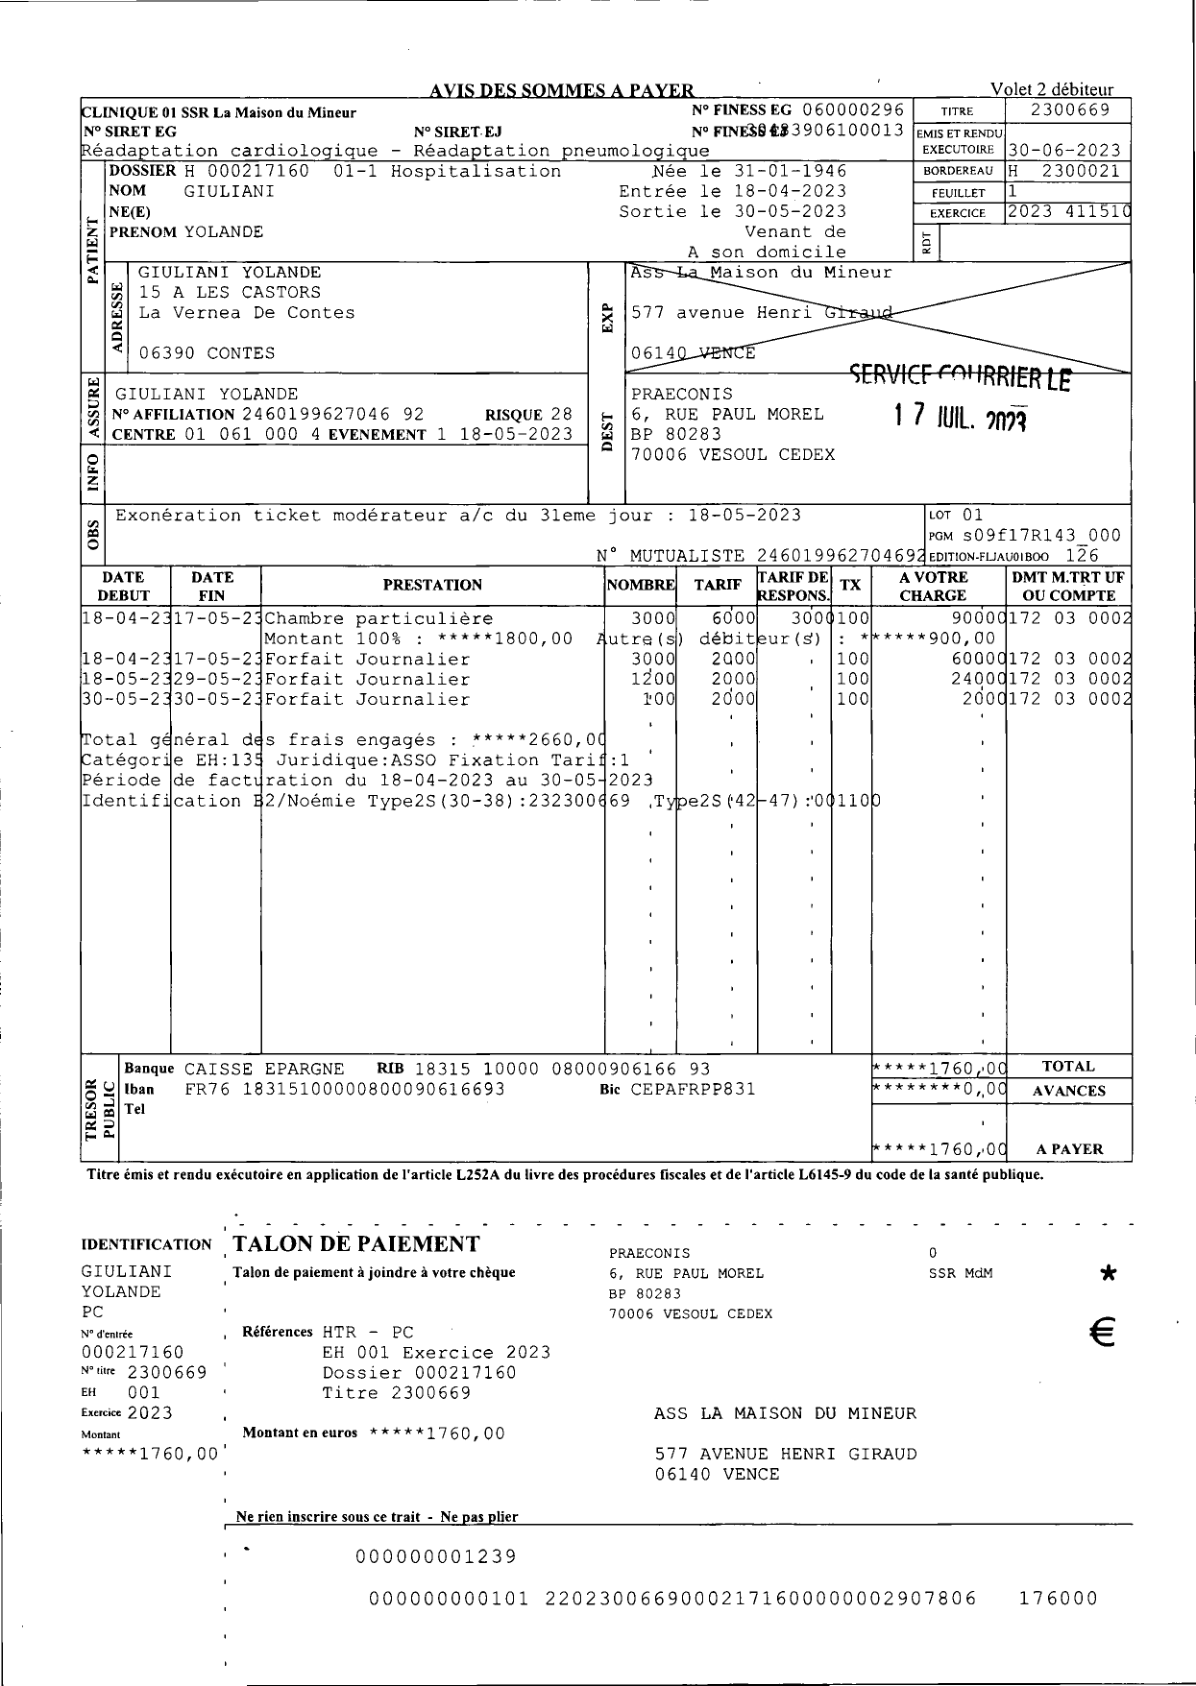 AVIS DES SOMMES A PAYER
Volet 2 débiteur
CLINIQUE 01 SSR La Maison du Mineur
N° FINESS EG 060000296
TITRE 2300669
N° SIRET EG N° SIRET EJ N° FINESS 3906100013
EMIS ET RENDU
EXECUTOIRE 30-06-2023
Réadaptation cardiologique - Réadaptation pneumologique
DOSSIER H 000217160 01-1 Hospitalisation Née le 31-01-1946
BORDEREAU H 2300021
NOM GIULIANI Entrée le 18-04-2023
FEUILLET 1
NE(E) Sortie le 30-05-2023
EXERCICE 2023 411510
PRENOM YOLANDE Venant de
RDT
A son domicile
PATIENT
ADRESSE
GIULIANI YOLANDE
15 A LES CASTORS
La Vernea De Contes
06390 CONTES
EXP
Ass La Maison du Mineur
577 avenue Henri Giraud
06140 VENCE
SERVICE COURRIER LE
17 JUIL. 2023
ASSURE
GIULIANI YOLANDE
N° AFFILIATION 2460199627046 92 RISQUE 28
CENTRE 01 061 000 4 EVENEMENT 1 18-05-2023
DEST
PRAECONIS
6, RUE PAUL MOREL
BP 80283
70006 VESOUL CEDEX
INFO
OBS
Exonération ticket modérateur a/c du 31eme jour : 18-05-2023
LOT 01
PGM s09f17R143_000
N° MUTUALISTE 246019962704692
EDITION-FLJAU01BOO 126
DATE DEBUT DATE FIN PRESTATION NOMBRE TARIF TARIF DE RESPONS. TX A VOTRE CHARGE DMT M.TRT UF OU COMPTE
18-04-23 17-05-23 Chambre particulière 3000 6000 3000 100 90000 172 03 0002
Montant 100% : *****1800,00 Autre(s) débiteur(s) : ******900,00
18-04-23 17-05-23 Forfait Journalier 3000 2000 100 60000 172 03 0002
18-05-23 29-05-23 Forfait Journalier 1200 2000 100 24000 172 03 0002
30-05-23 30-05-23 Forfait Journalier 100 2000 100 2000 172 03 0002
Total général des frais engagés : *****2660,00
Catégorie EH:135 Juridique:ASSO Fixation Tarif:1
Période de facturation du 18-04-2023 au 30-05-2023
Identification B2/Noémie Type2S(30-38):232300669 ,Type2S(42-47):001100
TRESOR PUBLIC
Banque CAISSE EPARGNE RIB 18315 10000 08000906166 93
*****1760,00 TOTAL
Iban FR76 18315100000800090616693 Bic CEPAFRPP831
********0,00 AVANCES
Tel
*****1760,00 A PAYER
Titre émis et rendu exécutoire en application de l'article L252A du livre des procédures fiscales et de l'article L6145-9 du code de la santé publique.
IDENTIFICATION
GIULIANI
YOLANDE
PC
N° d'entrée
000217160
N° titre 2300669
EH 001
Exercice 2023
Montant
*****1760,00
TALON DE PAIEMENT
Talon de paiement à joindre à votre chèque
Références HTR - PC
EH 001 Exercice 2023
Dossier 000217160
Titre 2300669
Montant en euros *****1760,00
PRAECONIS 0
6, RUE PAUL MOREL SSR MdM *
BP 80283
70006 VESOUL CEDEX
€
ASS LA MAISON DU MINEUR
577 AVENUE HENRI GIRAUD
06140 VENCE
Ne rien inscrire sous ce trait - Ne pas plier
000000001239
000000000101 220230066900021716000000002907806 176000